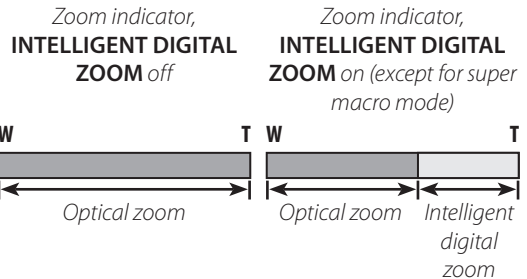 Zoom indicator,
INTELLIGENT DIGITAL
ZOOM off
W T
Optical zoom
Zoom indicator,
INTELLIGENT DIGITAL
ZOOM on (except for super
macro mode)
W T
Optical zoom
Intelligent
digital
zoom